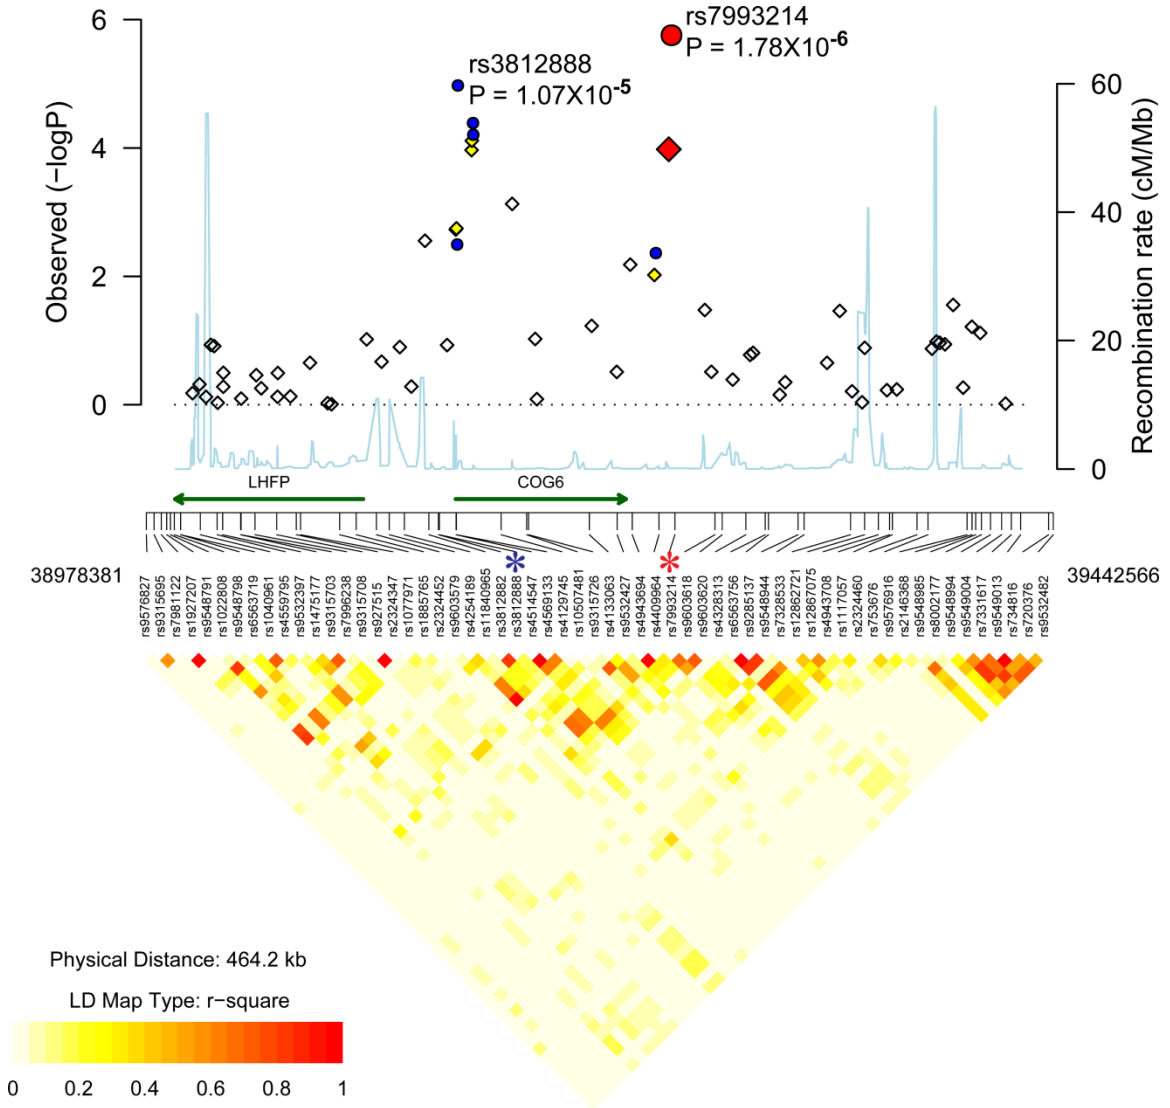 6
rs7993214
P = 1.78X10-6
rs3812888
P = 1.07X10-5
60
4
40
2
20
0
0
Observed (−logP)
Recombination rate (cM/Mb)
LHFP
COG6
*
*
38978381
39442566
rs9576827
rs9315695
rs7981122
rs1927207
rs9548791
rs1022808
rs9548798
rs6563719
rs1040961
rs4559795
rs9532397
rs1475177
rs9315703
rs7996238
rs9315708
rs927515
rs2324347
rs1077971
rs1885765
rs2324452
rs9603579
rs4254189
rs11840965
rs3812882
rs3812888
rs4514547
rs4569133
rs4129745
rs10507481
rs9315726
rs4133063
rs9532427
rs4943694
rs4409964
rs7993214
rs9603618
rs9603620
rs4328313
rs6563756
rs9285137
rs9548944
rs7328533
rs12862721
rs12867075
rs4943708
rs1117057
rs2324460
rs753676
rs9576916
rs2146368
rs9548985
rs8002177
rs9548994
rs9549004
rs7331617
rs9549013
rs734816
rs720376
rs9532482
Physical Distance: 464.2 kb
LD Map Type: r−square
0 0.2 0.4 0.6 0.8 1